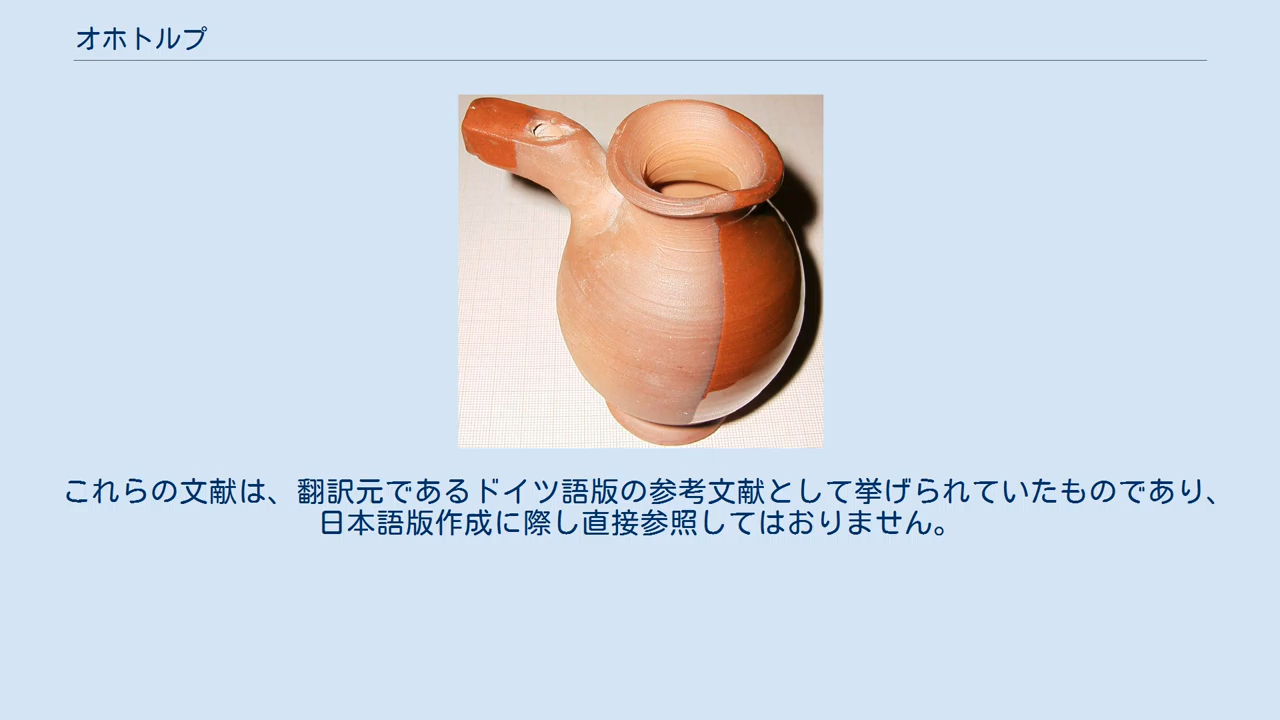 オホトルプ
これらの文献は、翻訳元であるドイツ語版の参考文献として挙げられていたものであり、
日本語版作成に際し直接参照してはおりません。